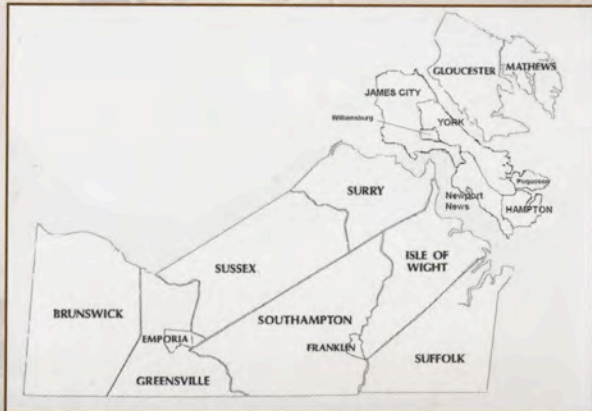 GLOUCESTER
MATHEWS
JAMES CITY
Williamsburg
YORK
Poquoson
SURRY
Newport
News
HAMPTON
SUSSEX
ISLE OF
WIGHT
BRUNSWICK
SOUTHAMPTON
EMPORIA
FRANKLIN
SUFFOLK
GREENSVILLE